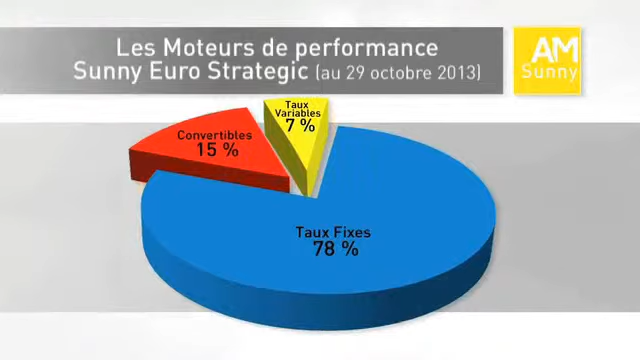 Les Moteurs de performance
Sunny Euro Strategic (au 29 octobre 2013)
AM
Sunny
Taux
Variables
7 %
Convertibles
15 %
Taux Fixes
78 %